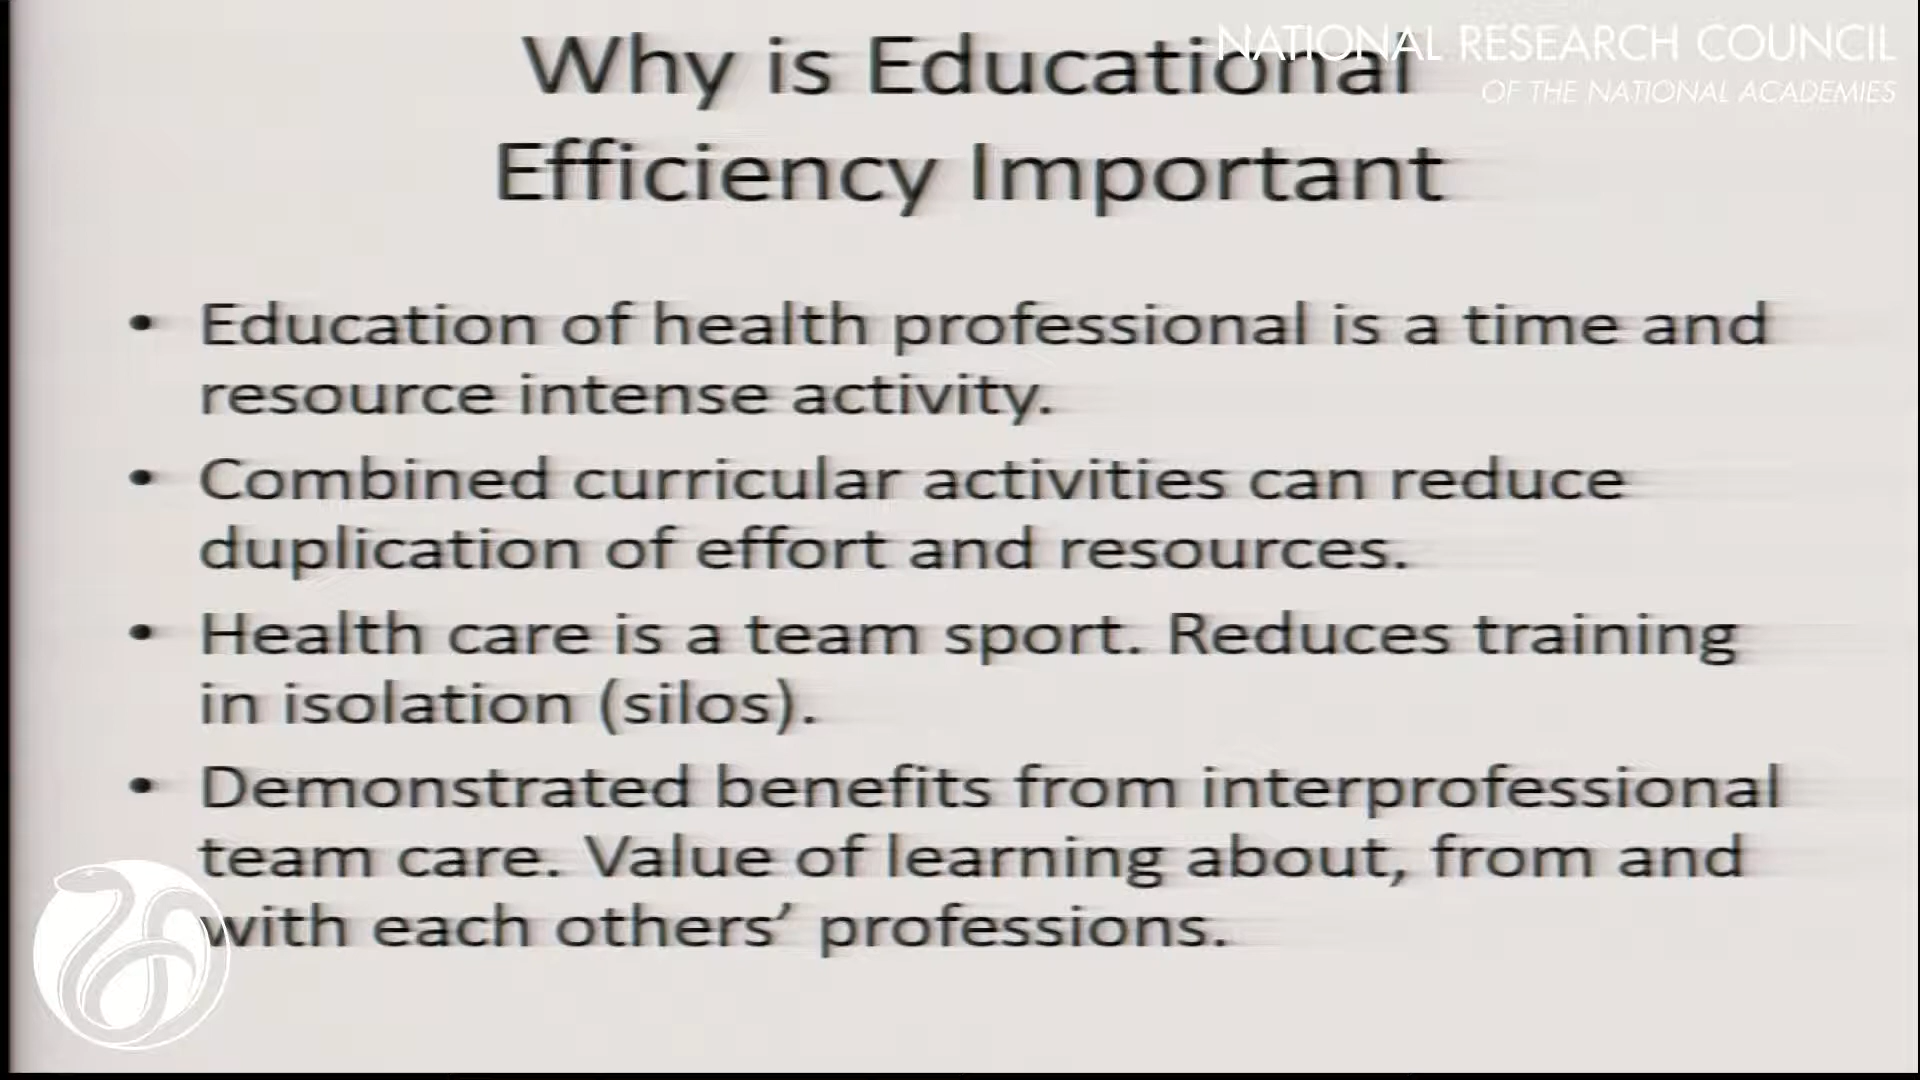 NATIONAL RESEARCH COUNCIL
OF THE NATIONAL ACADEMIES
Why is Educational
Efficiency Important
• Education of health professional is a time and
resource intense activity.
• Combined curricular activities can reduce
duplication of effort and resources.
• Health care is a team sport. Reduces training
in isolation (silos).
• Demonstrated benefits from interprofessional
team care. Value of learning about, from and
with each others’ professions.